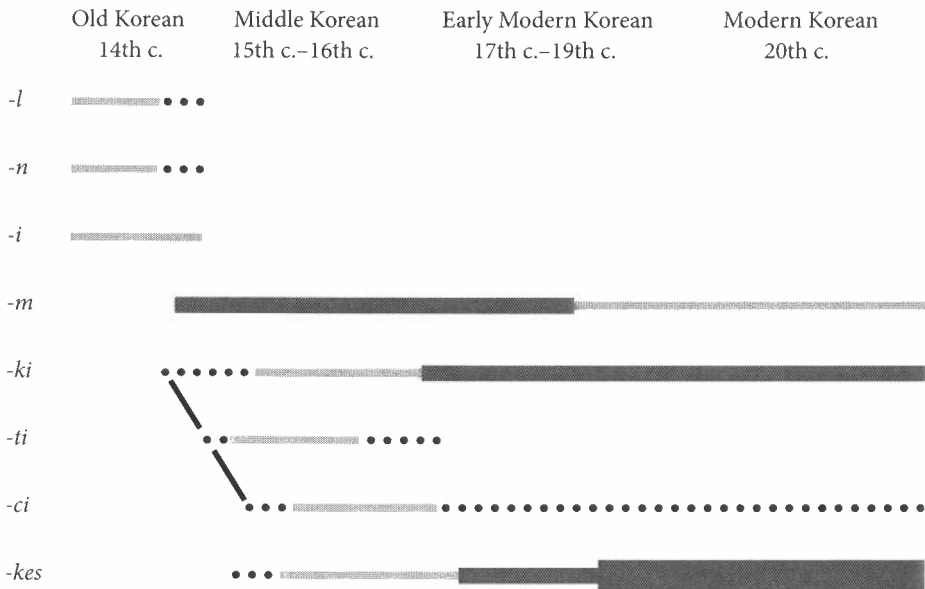 Old Korean Middle Korean Early Modern Korean Modern Korean
14th c. 15th c.–16th c. 17th c.–19th c. 20th c.
-l
-n
-i
-m
-ki
-ti
-ci
-kes